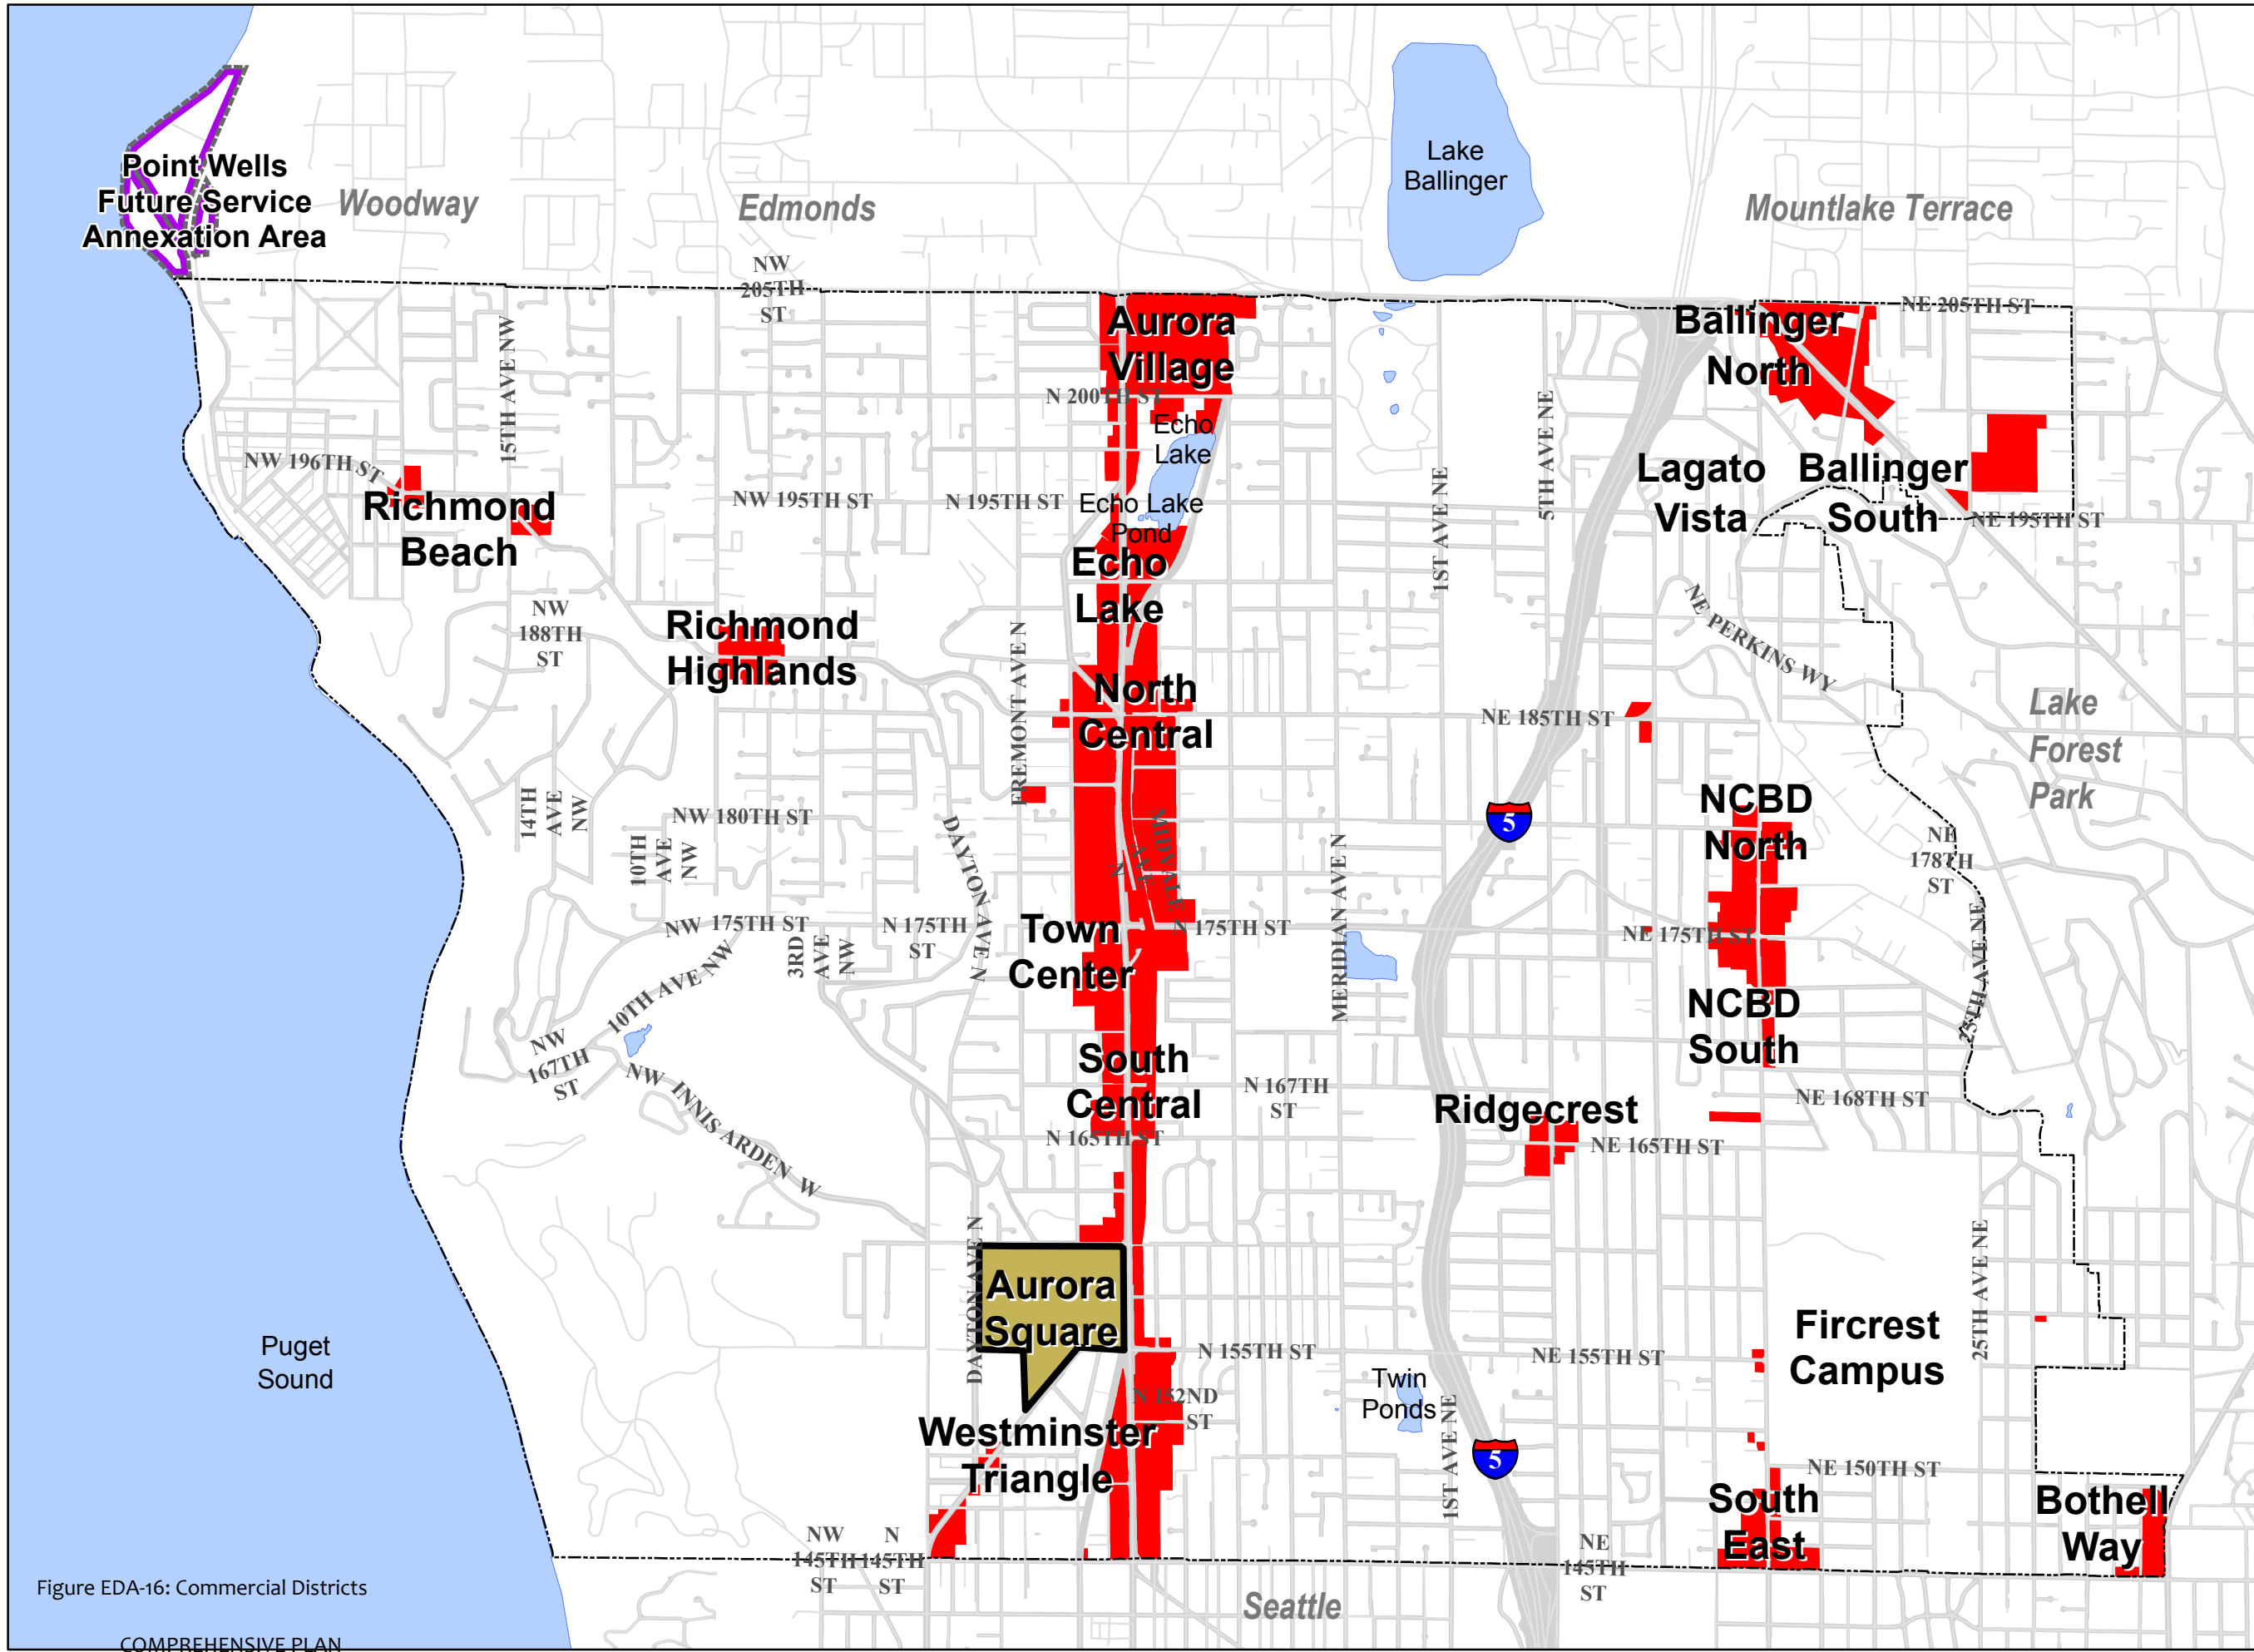 Lake
Ballinger
Point Wells
Future Service
Annexation Area
Woodway
Edmonds
Mountlake Terrace
NW
205TH
ST
NE 205TH ST
Aurora
Village
Ballinger
North
15TH AVE NW
N 200TH ST
5TH AVE NE
Echo
Lake
NW 196TH ST
Richmond
Beach
NW 195TH ST
N 195TH ST
Echo Lake
Pond
1ST AVE NE
Lagato
Vista
Ballinger
South
NE 195TH ST
Echo
Lake
NW
188TH
ST
Richmond
Highlands
NE PERKINS WY
FREMONT AVE N
North
Central
NE 185TH ST
Lake
Forest
Park
14TH
AVE
NW
NW 180TH ST
10TH
AVE
NW
DAYTON AVE N
MIDVALE
AVE
N
5
NCBD
North
NE
178TH
ST
MERIDIAN AVE N
NW 175TH ST
3RD
AVE
NW
N 175TH
ST
Town
Center
N 175TH ST
NE 175TH ST
25TH AVE NE
10TH AVE NW
NCBD
South
NW
167TH
ST
NW INNIS ARDEN W
South
Central
N 167TH
ST
Ridgecrest
NE 168TH ST
N 165TH ST
NE 165TH ST
DAYTON AVE N
Aurora
Square
25TH AVE NE
Fircrest
Campus
Puget
Sound
N 155TH ST
NE 155TH ST
Twin
Ponds
N 152ND
ST
1ST AVE NE
Westminster
Triangle
5
NE 150TH ST
South
East
Bothell
Way
NW
145TH
ST
N
145TH
ST
NE
145TH
ST
Seattle
Figure EDA-16: Commercial Districts
COMPREHENSIVE PLAN